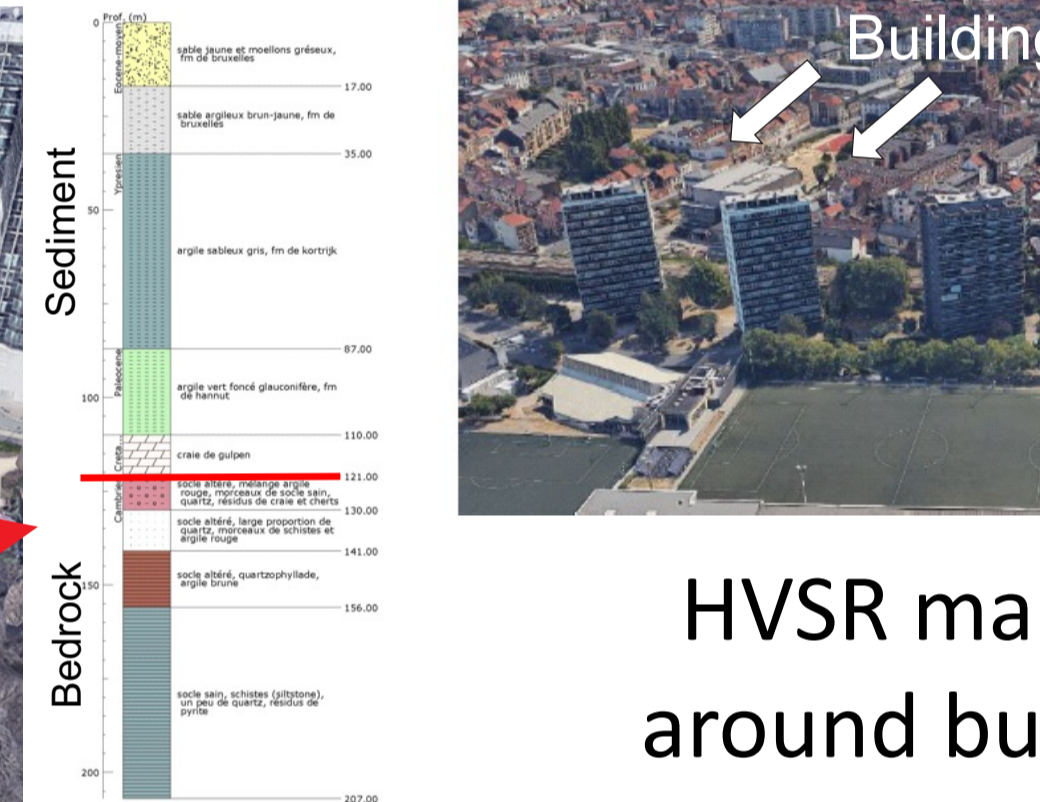 Prof. (m)
0
Eocene-moyen
sable jaune et moellons gréseux,
fm de bruxelles
17.00
sable argileux brun-jaune, fm de
bruxelles
35.00
Ypresien
50
argile sableux gris, fm de kortrijk
87.00
Paleocene
argile vert foncé glauconifère, fm
de hannut
100
110.00
Creta...
craie de gulpen
121.00
Cambrie
socle altéré, mélange argile
rouge, morceaux de socle sain,
quartz, résidus de craie et cherts
130.00
socle altéré, large proportion de
quartz, morceaux de schistes et
argile rouge
141.00
150
socle altéré, quartzophyllade,
argile brune
156.00
socle sain, schistes (siltstone),
un peu de quartz, résidus de
pyrite
200
207.00
Sediment
Bedrock
Building
HVSR ma
around bu